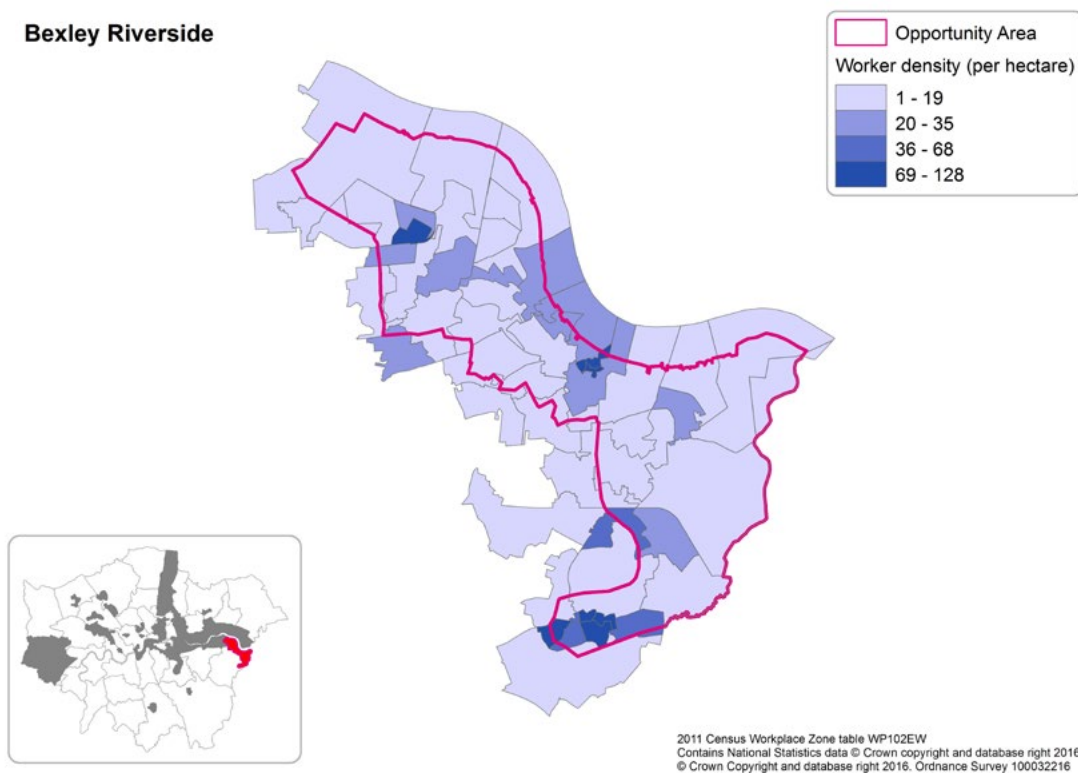 Bexley Riverside
Opportunity Area
Worker density (per hectare)
1 - 19
20 - 35
36 - 68
69 - 128
2011 Census Workplace Zone table WP102EW
Contains National Statistics data © Crown copyright and database right 2016
© Crown Copyright and database right 2016. Ordnance Survey 100032216